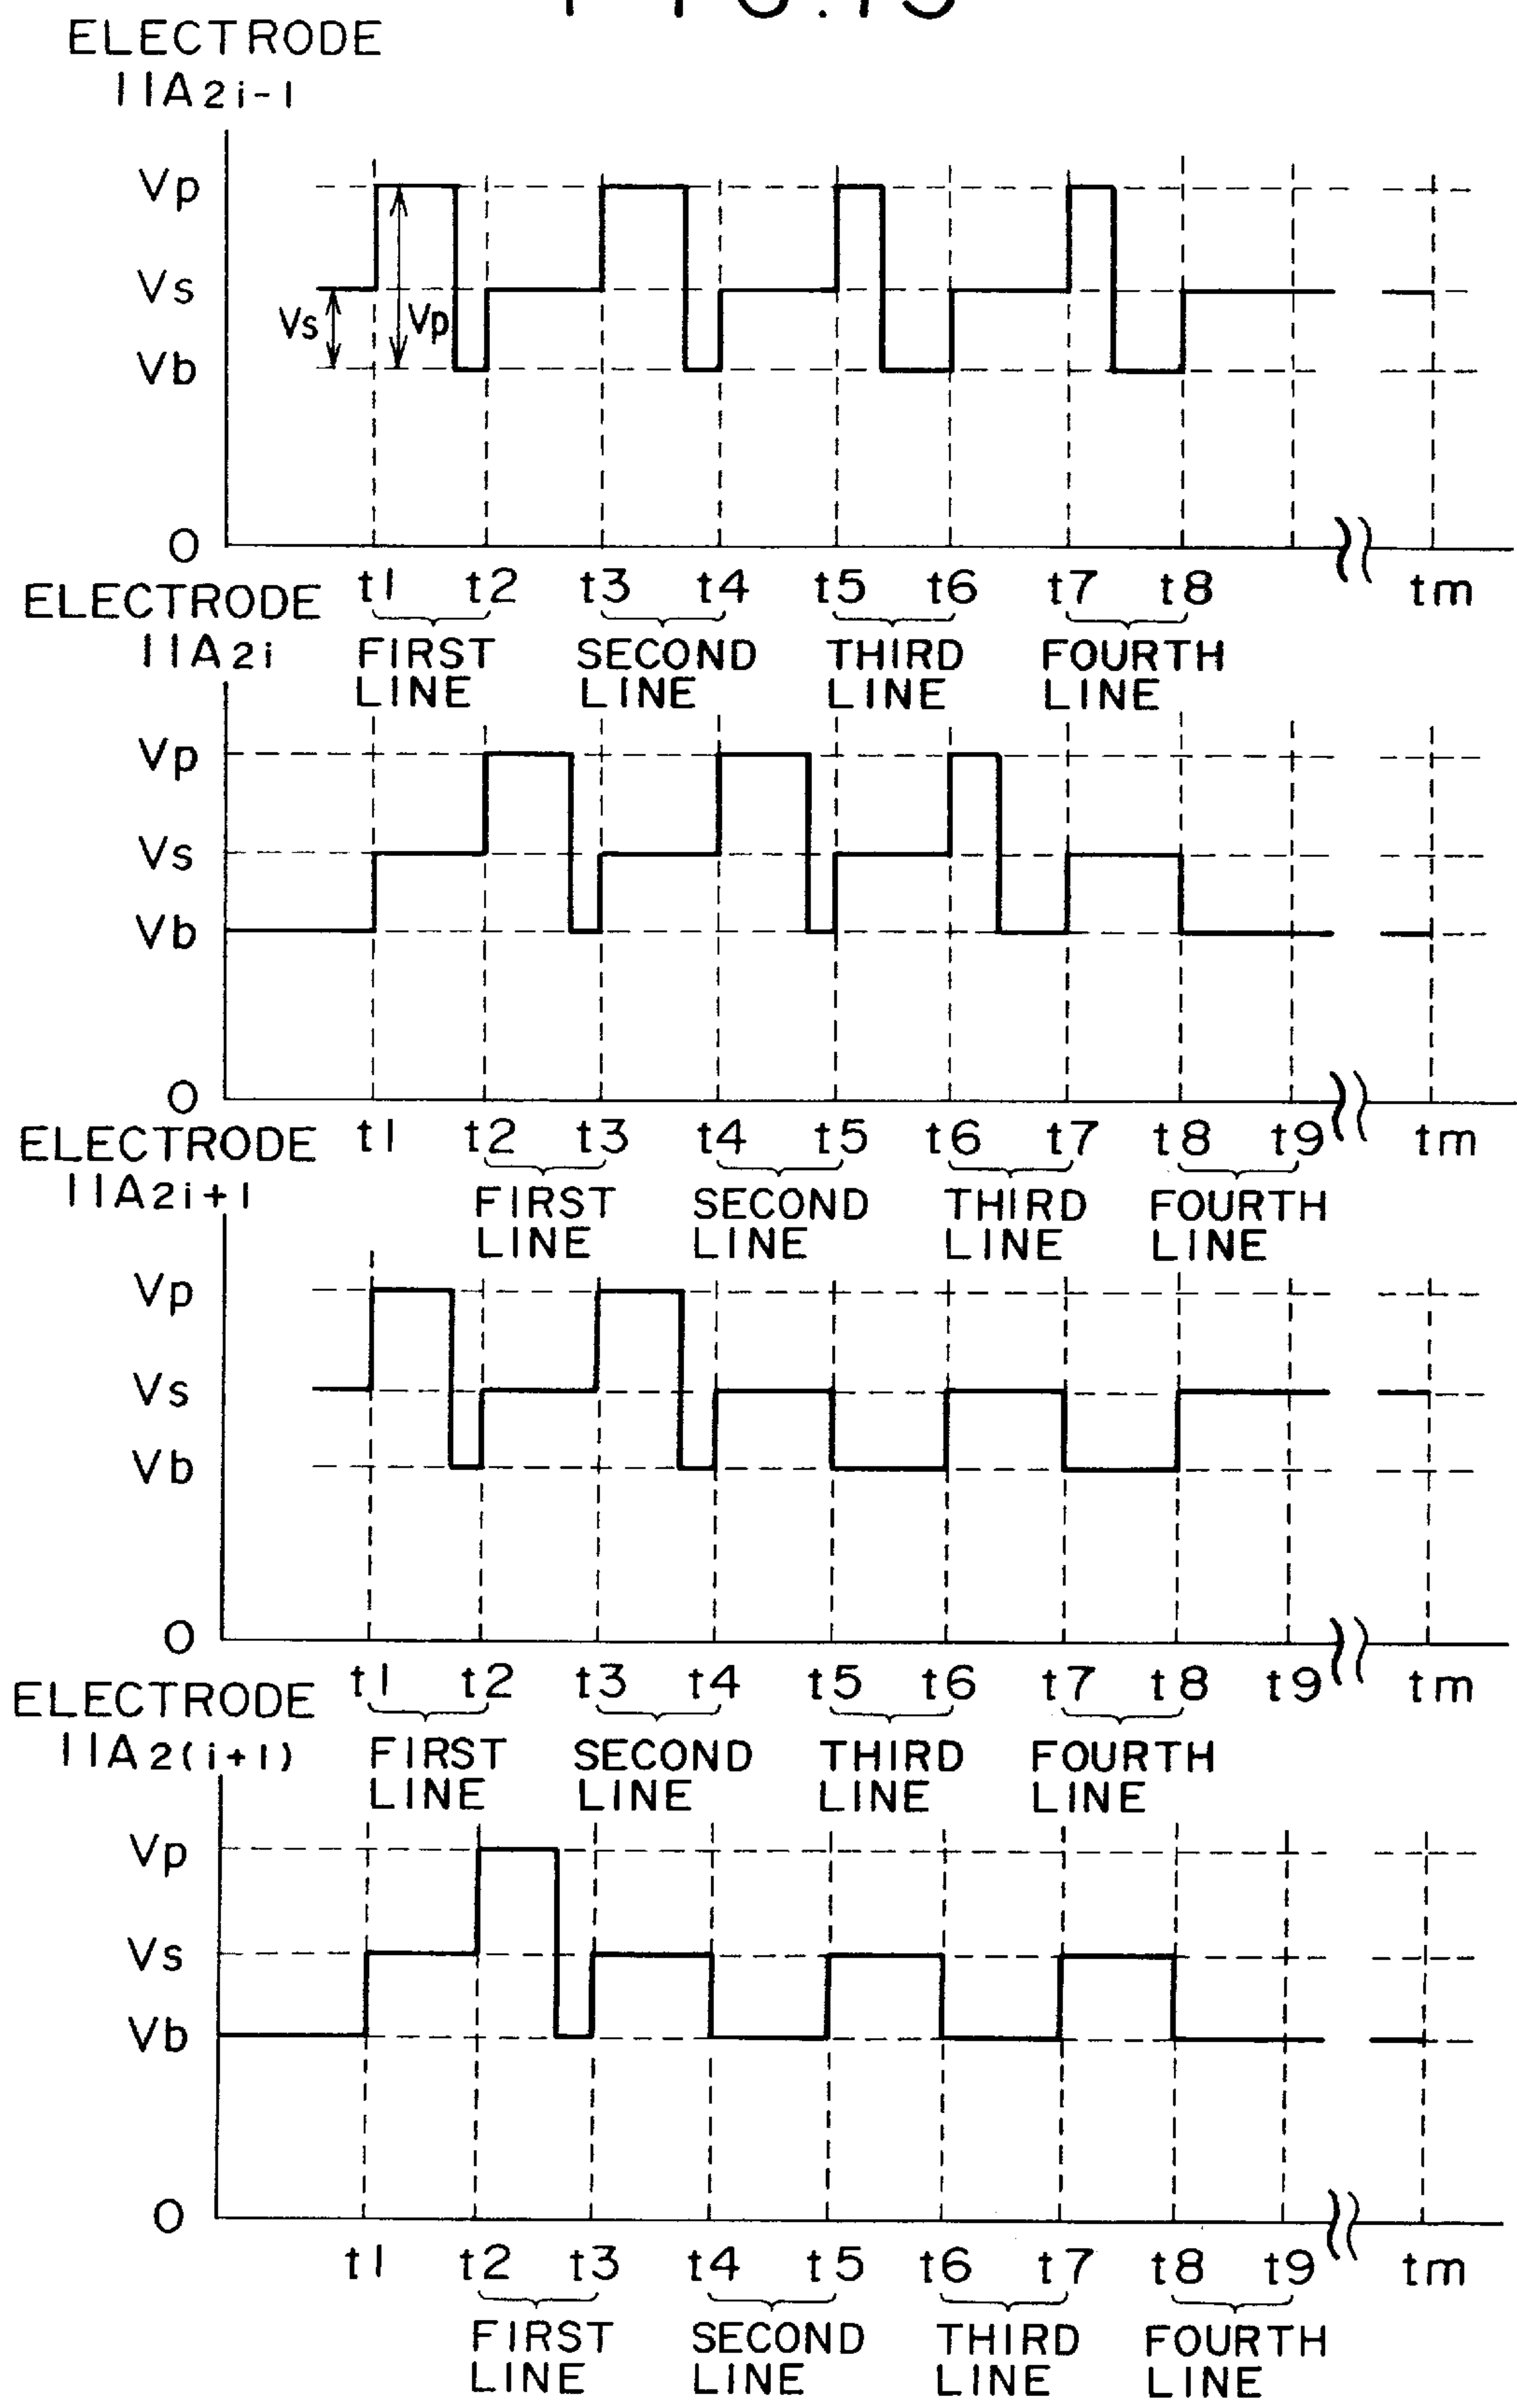 FIG.15
ELECTRODE
11A2i-1
Vp
Vs
Vs
Vp
Vb
0
t1 t2 t3 t4 t5 t6 t7 t8 tm
FIRST LINE SECOND LINE THIRD LINE FOURTH LINE
ELECTRODE
11A2i
Vp
Vs
Vb
0
t1 t2 t3 t4 t5 t6 t7 t8 t9 tm
FIRST LINE SECOND LINE THIRD LINE FOURTH LINE
ELECTRODE
11A2i+1
Vp
Vs
Vb
0
t1 t2 t3 t4 t5 t6 t7 t8 t9 tm
FIRST LINE SECOND LINE THIRD LINE FOURTH LINE
ELECTRODE
11A2(i+1)
Vp
Vs
Vb
0
t1 t2 t3 t4 t5 t6 t7 t8 t9 tm
FIRST LINE SECOND LINE THIRD LINE FOURTH LINE